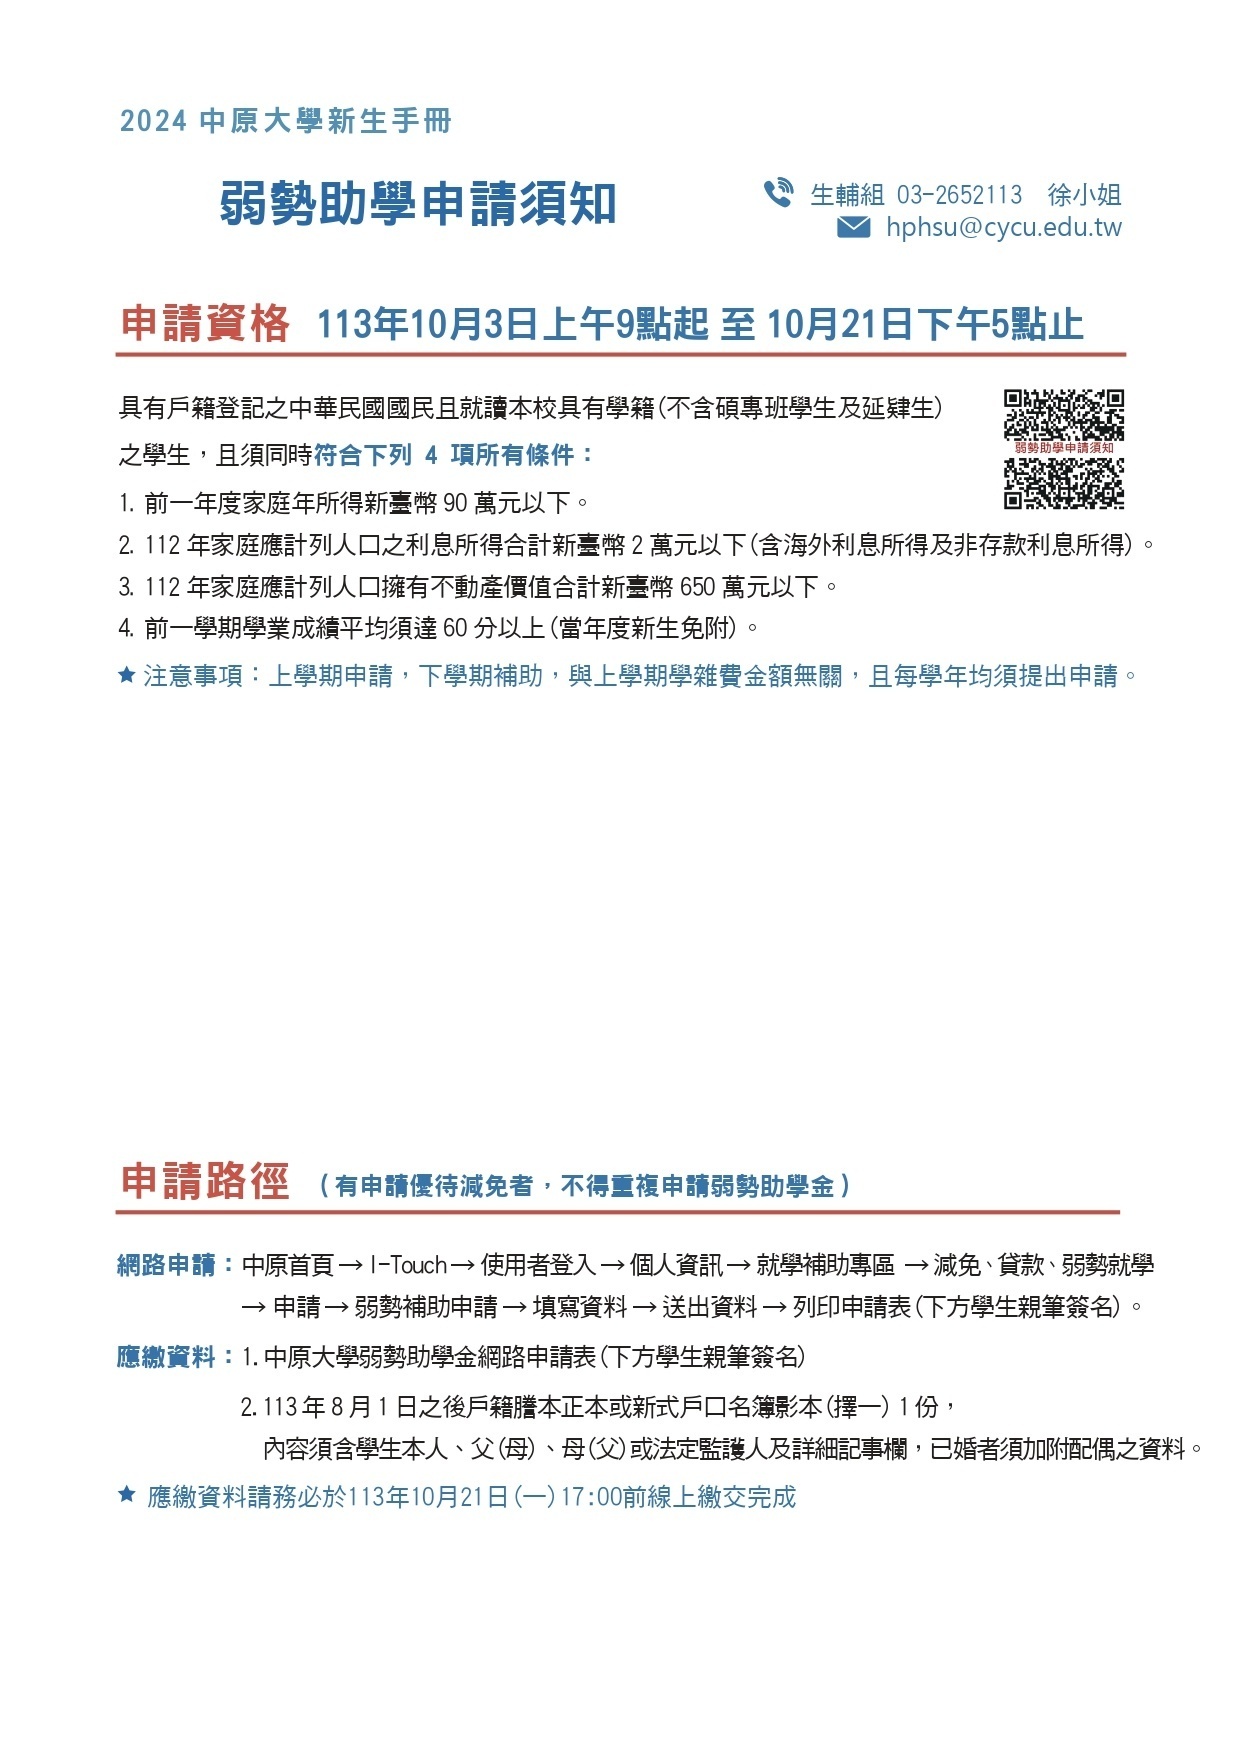 2024 中原大學新生手冊
弱勢助學申請須知
生輔組 03-2652113 徐小姐
hphsu@cycu.edu.tw
申請資格 113年10月3日上午9點起 至 10月21日下午5點止
具有戶籍登記之中華民國國民且就讀本校具有學籍(不含碩專班學生及延肄生)
之學生，且須同時符合下列 4 項所有條件：
弱勢助學申請須知
1. 前一年度家庭年所得新臺幣 90 萬元以下。
2. 112 年家庭應計列人口之利息所得合計新臺幣 2 萬元以下(含海外利息所得及非存款利息所得)。
3. 112 年家庭應計列人口擁有不動產價值合計新臺幣 650 萬元以下。
4. 前一學期學業成績平均須達 60 分以上(當年度新生免附)。
★ 注意事項：上學期申請，下學期補助，與上學期學雜費金額無關，且每學年均須提出申請。
申請路徑 (有申請優待減免者，不得重複申請弱勢助學金)
網路申請：中原首頁→I-Touch→使用者登入→個人資訊→就學補助專區 →減免、貸款、弱勢就學
→ 申請→弱勢補助申請→填寫資料→送出資料→列印申請表(下方學生親筆簽名)。
應繳資料：1.中原大學弱勢助學金網路申請表(下方學生親筆簽名)
2.113年8月1日之後戶籍謄本正本或新式戶口名簿影本(擇一) 1份，
內容須含學生本人、父(母)、母(父)或法定監護人及詳細記事欄，已婚者須加附配偶之資料。
★ 應繳資料請務必於113年10月21日(一)17:00前線上繳交完成